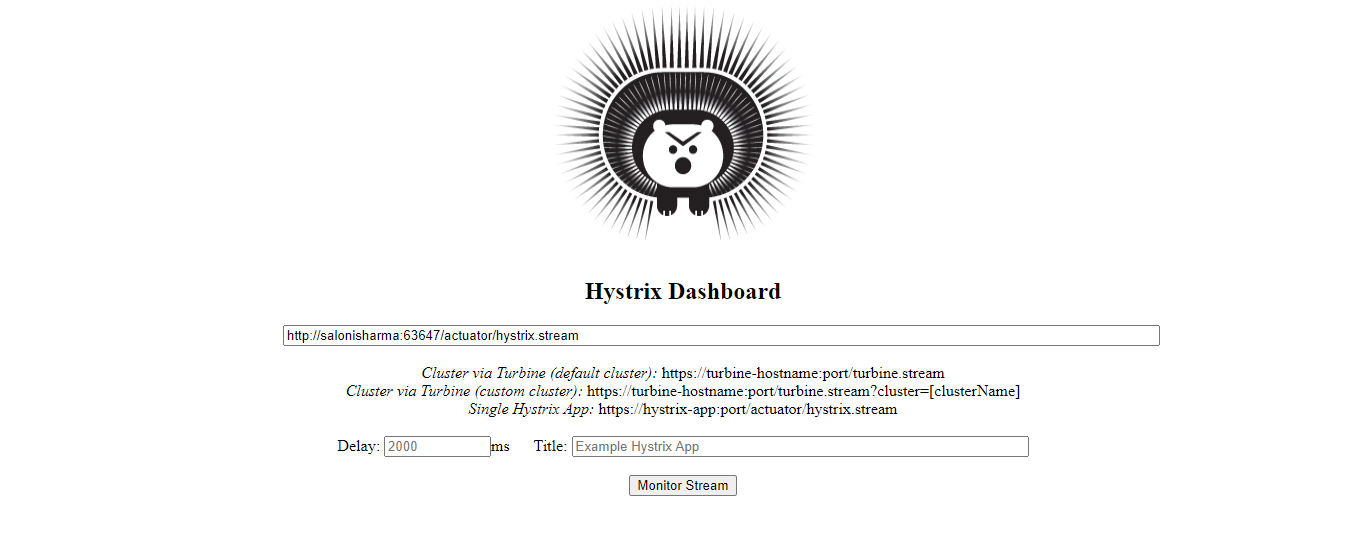 Hystrix Dashboard
http://salonisharma:63647/actuator/hystrix.stream
Cluster via Turbine (default cluster): https://turbine-hostname:port/turbine.stream
Cluster via Turbine (custom cluster): https://turbine-hostname:port/turbine.stream?cluster=[clusterName]
Single Hystrix App: https://hystrix-app:port/actuator/hystrix.stream
Delay: 2000 ms Title: Example Hystrix App
Monitor Stream